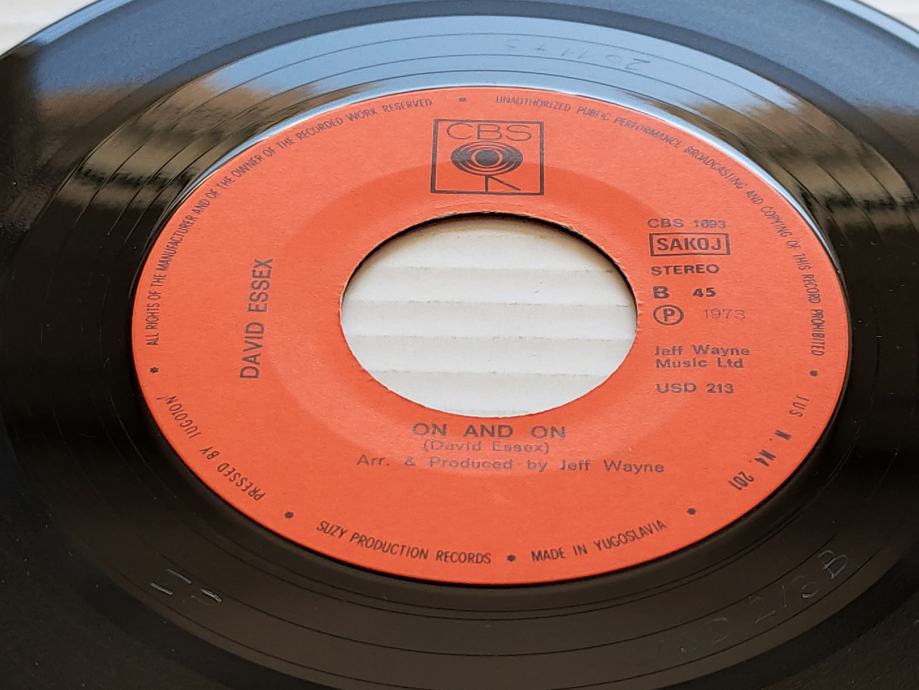 ALL RIGHTS OF THE MANUFACTURER AND OF THE OWNER OF THE RECORDED WORK RESERVED • UNAUTHORIZED PUBLIC PERFORMANCE BROADCASTING AND COPYING OF THIS RECORD PROHIBITED •
CBS
CBS 1893
SAKOJ
STEREO
B 45
Ⓟ 1973
Jeff Wayne
Music Ltd
USD 213
DAVID ESSEX
ON AND ON
(David Essex)
Arr. & Produced by Jeff Wayne
• PRESSED BY JUGOTON • SUZY PRODUCTION RECORDS • MADE IN YUGOSLAVIA •
JUS N. N4. 201
201173